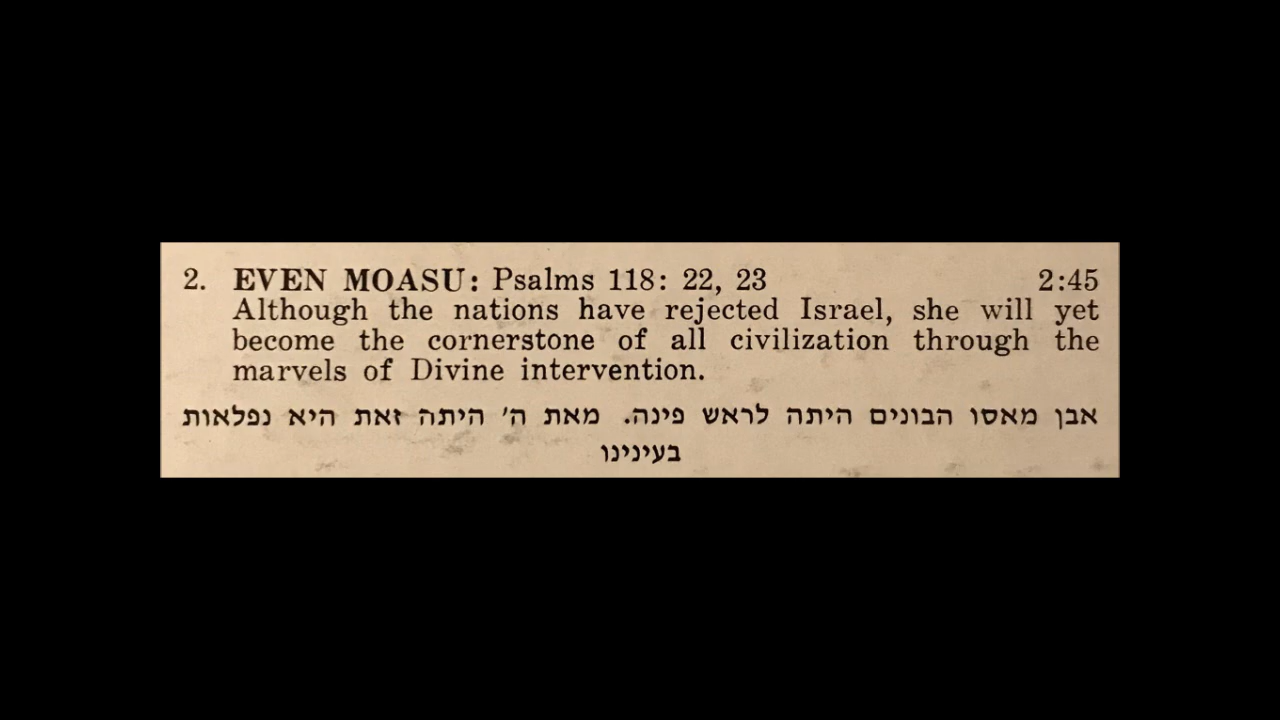 2. EVEN MOASU: Psalms 118: 22, 23 2:45
Although the nations have rejected Israel, she will yet
become the cornerstone of all civilization through the
marvels of Divine intervention.
אבן מאסו הבונים היתה לראש פינה. מאת ה' היתה זאת היא נפלאות
בעינינו